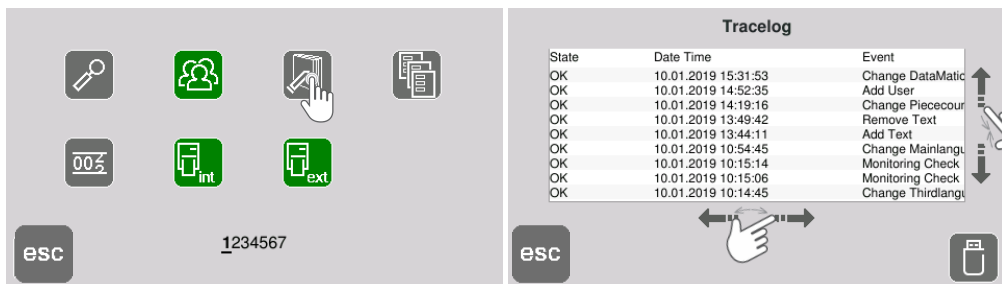 005
int
ext
1234567
esc
Tracelog
State Date Time Event
OK 10.01.2019 15:31:53 Change DataMatic
OK 10.01.2019 14:52:35 Add User
OK 10.01.2019 14:19:16 Change Piececour
OK 10.01.2019 13:49:42 Remove Text
OK 10.01.2019 13:44:11 Add Text
OK 10.01.2019 10:54:45 Change Mainlangu
OK 10.01.2019 10:15:14 Monitoring Check
OK 10.01.2019 10:15:06 Monitoring Check
OK 10.01.2019 10:14:45 Change Thirdlangu
esc